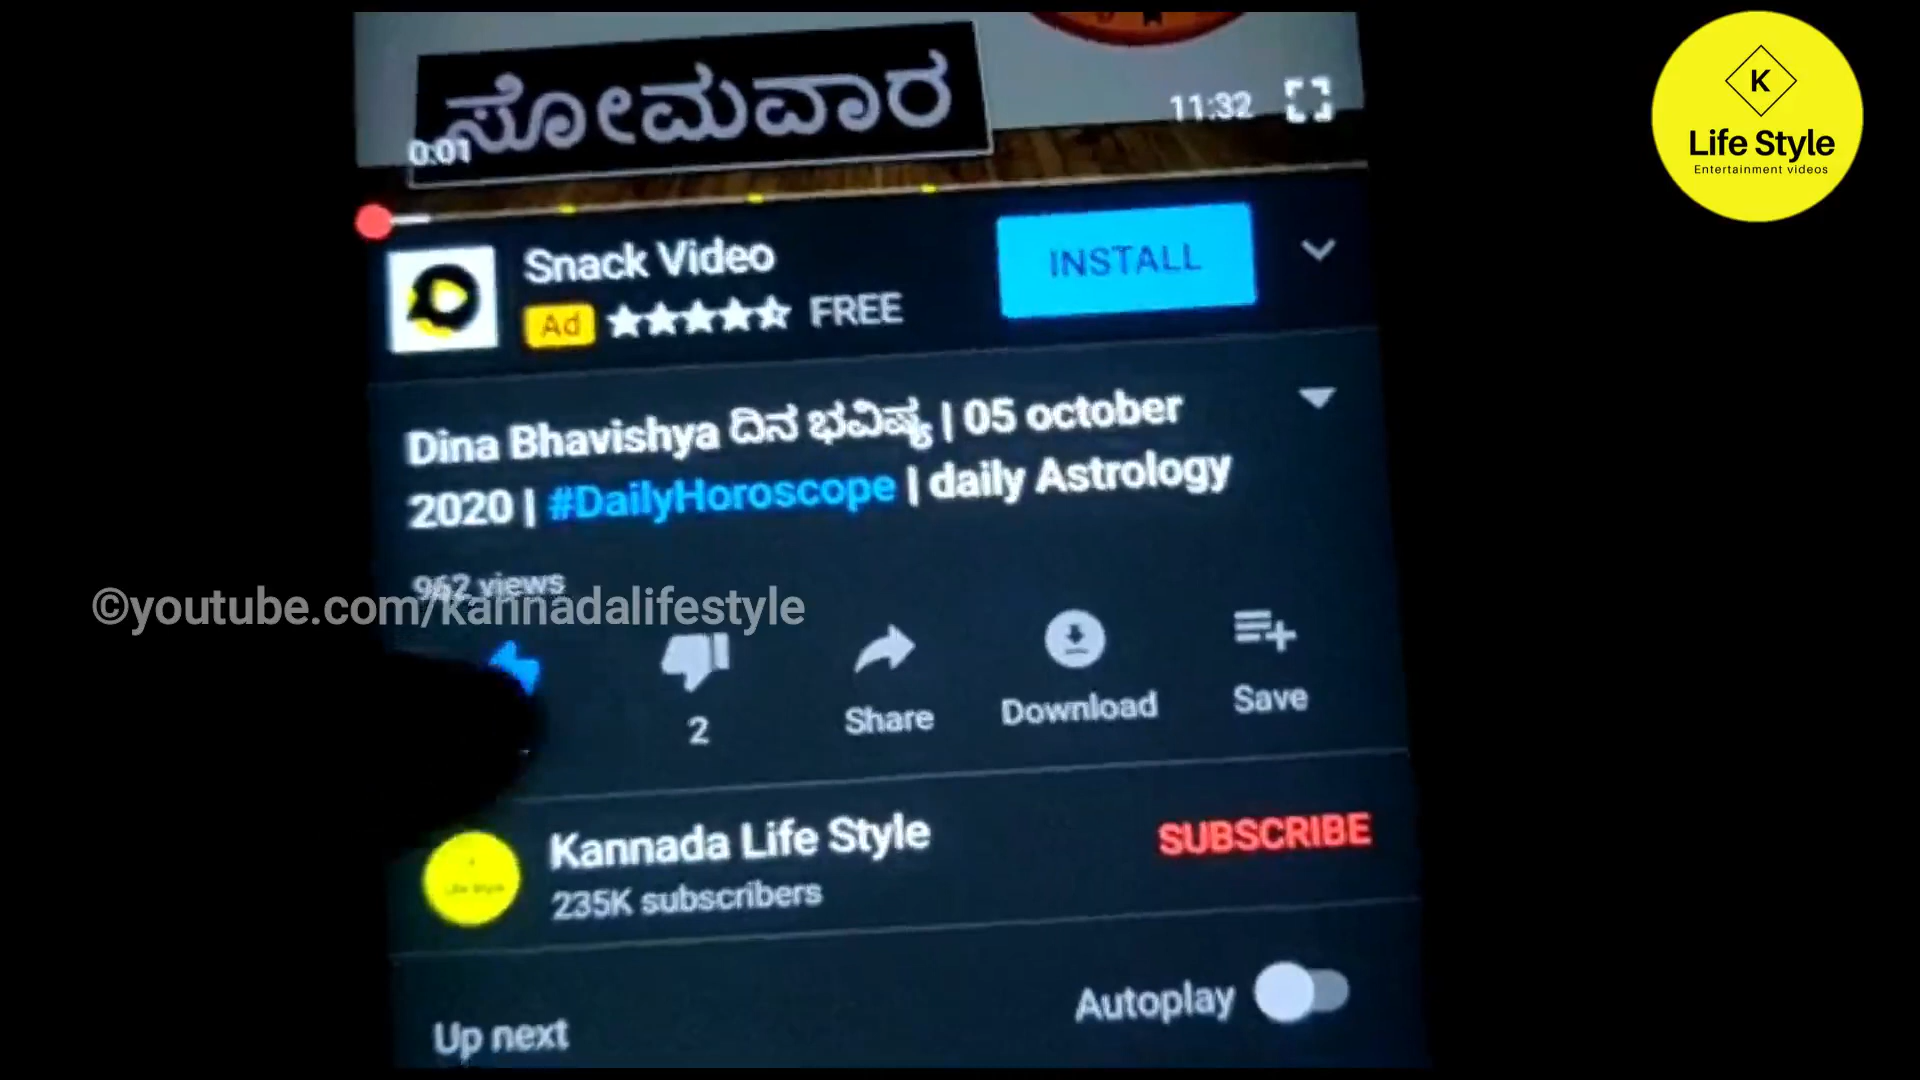 ಸೋಮವಾರ
0:01
11:32
K
Life Style
Entertainment videos
Snack Video
Ad
FREE
INSTALL
Dina Bhavishya ದಿನ ಭವಿಷ್ಯ | 05 october
2020 | #DailyHoroscope | daily Astrology
962 views
©youtube.com/kannadalifestyle
2
Share
Download
Save
Kannada Life Style
235K subscribers
SUBSCRIBE
Autoplay
Up next